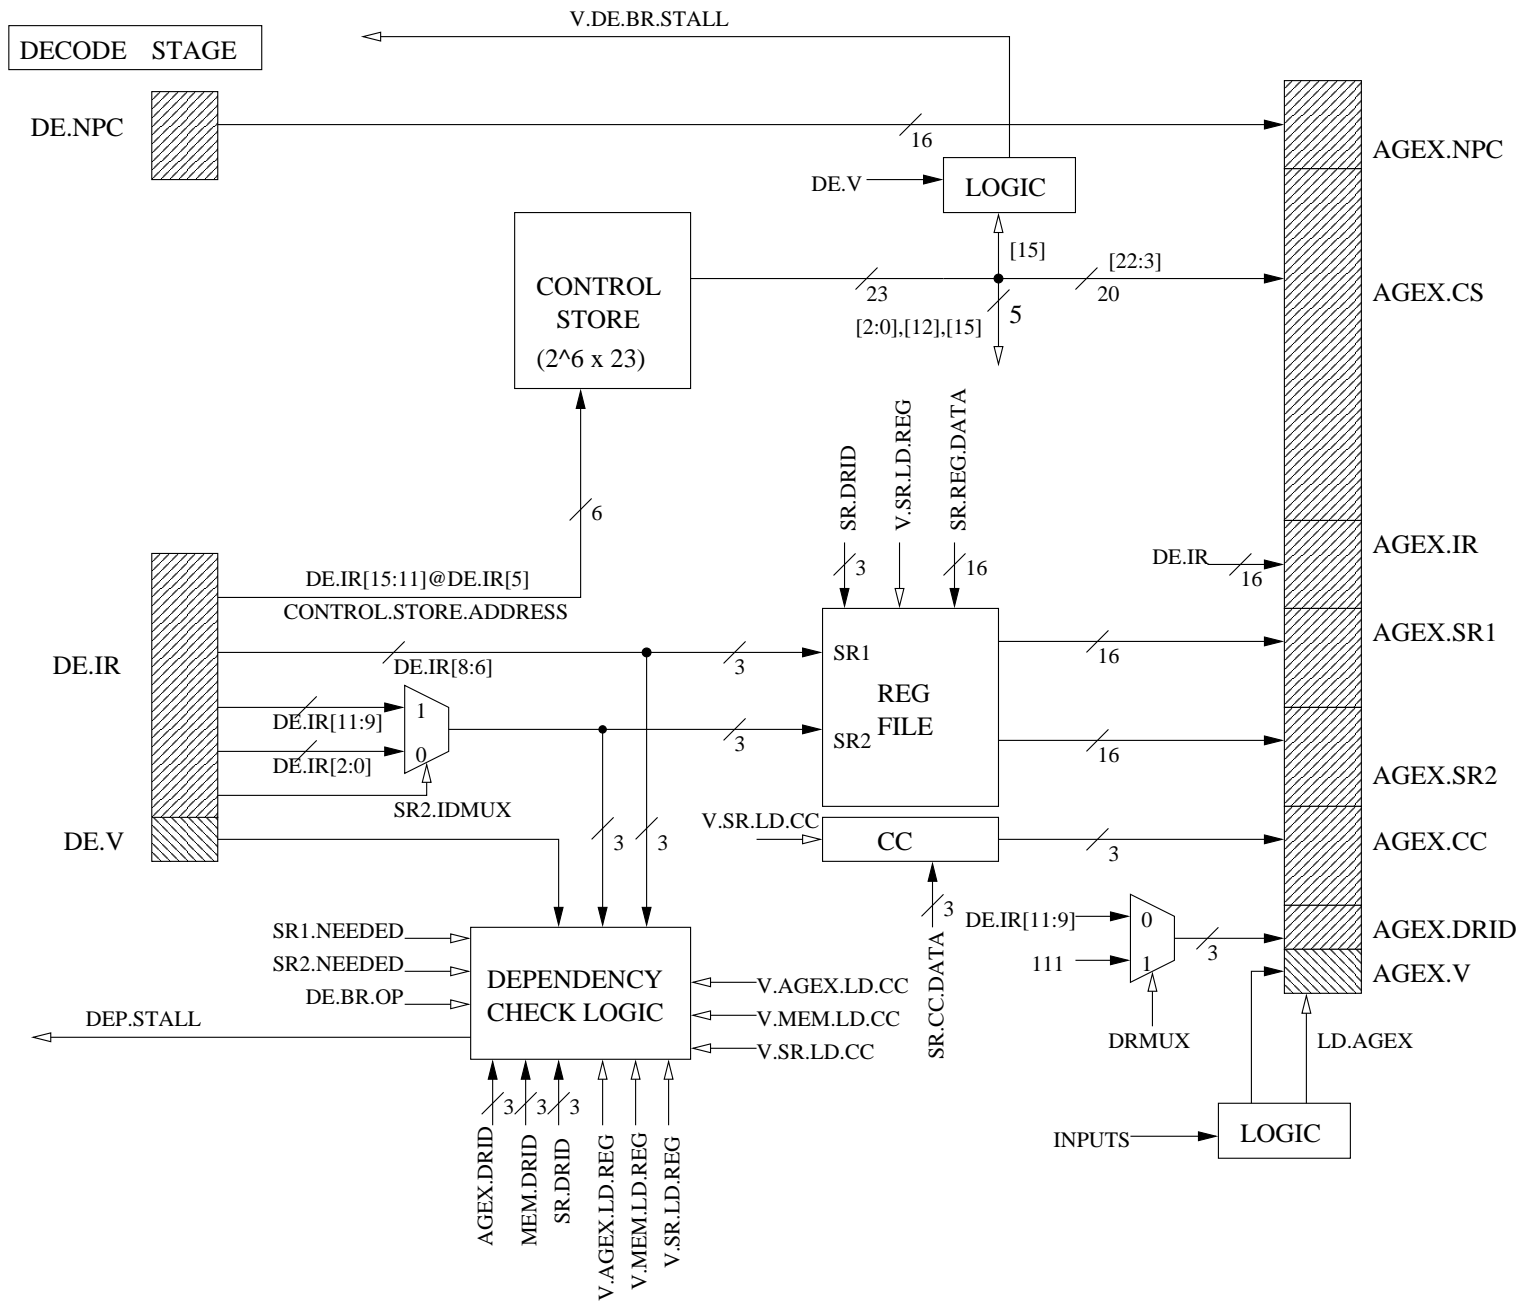 V.DE.BR.STALL
DECODE STAGE
DE.NPC
16
AGEX.NPC
DE.V
LOGIC
[15]
[22:3]
CONTROL
STORE
(2^6 x 23)
23
20
AGEX.CS
5
[2:0],[12],[15]
SR.DRID
V.SR.LD.REG
SR.REG.DATA
6
3
16
DE.IR
16
AGEX.IR
DE.IR[15:11]@DE.IR[5]
CONTROL.STORE.ADDRESS
DE.IR
DE.IR[8:6]
3
SR1
16
AGEX.SR1
REG
FILE
DE.IR[11:9]
1
DE.IR[2:0]
0
3
SR2
16
AGEX.SR2
SR2.IDMUX
DE.V
3
3
V.SR.LD.CC
CC
3
AGEX.CC
3
SR.CC.DATA
DE.IR[11:9]
0
111
1
3
AGEX.DRID
AGEX.V
DRMUX
LD.AGEX
SR1.NEEDED
SR2.NEEDED
DE.BR.OP
DEPENDENCY
CHECK LOGIC
V.AGEX.LD.CC
V.MEM.LD.CC
V.SR.LD.CC
DEP.STALL
3
3
3
AGEX.DRID
MEM.DRID
SR.DRID
V.AGEX.LD.REG
V.MEM.LD.REG
V.SR.LD.REG
INPUTS
LOGIC